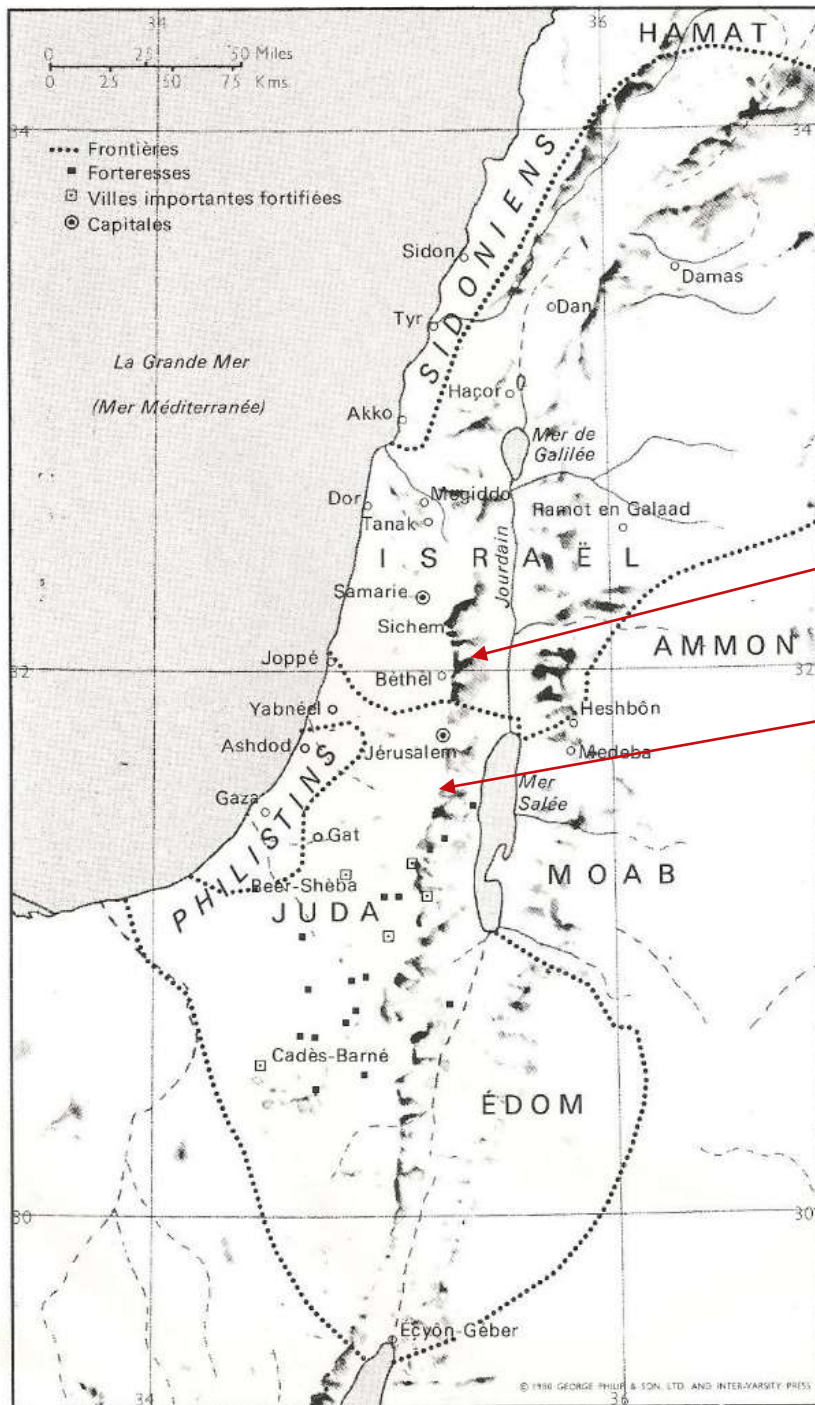 34
36
HAMAT
0 25 50 Miles
0 25 50 75 Kms
34
34
Frontières
Forteresses
Villes importantes fortifiées
Capitales
SIDONIENS
Sidon
Damas
Dan
Tyr
La Grande Mer
(Mer Méditerranée)
Haçor
Akko
Mer de
Galilée
Megiddo
Dor
Tanak
Ramot en Galaad
ISRAËL
Jourdain
Samarie
Sichem
AMMON
Joppé
32
32
Béthel
Yabnéel
Heshbôn
Ashdod
Jérusalem
Medeba
PHILISTINS
Mer
Salée
Gaza
Gat
MOAB
Beer-Shéba
JUDA
Cadès-Barné
ÉDOM
30
30
Écyôn-Géber
© 1980 GEORGE PHILIP & SON, LTD. AND INTER-VARSITY PRESS
34
36